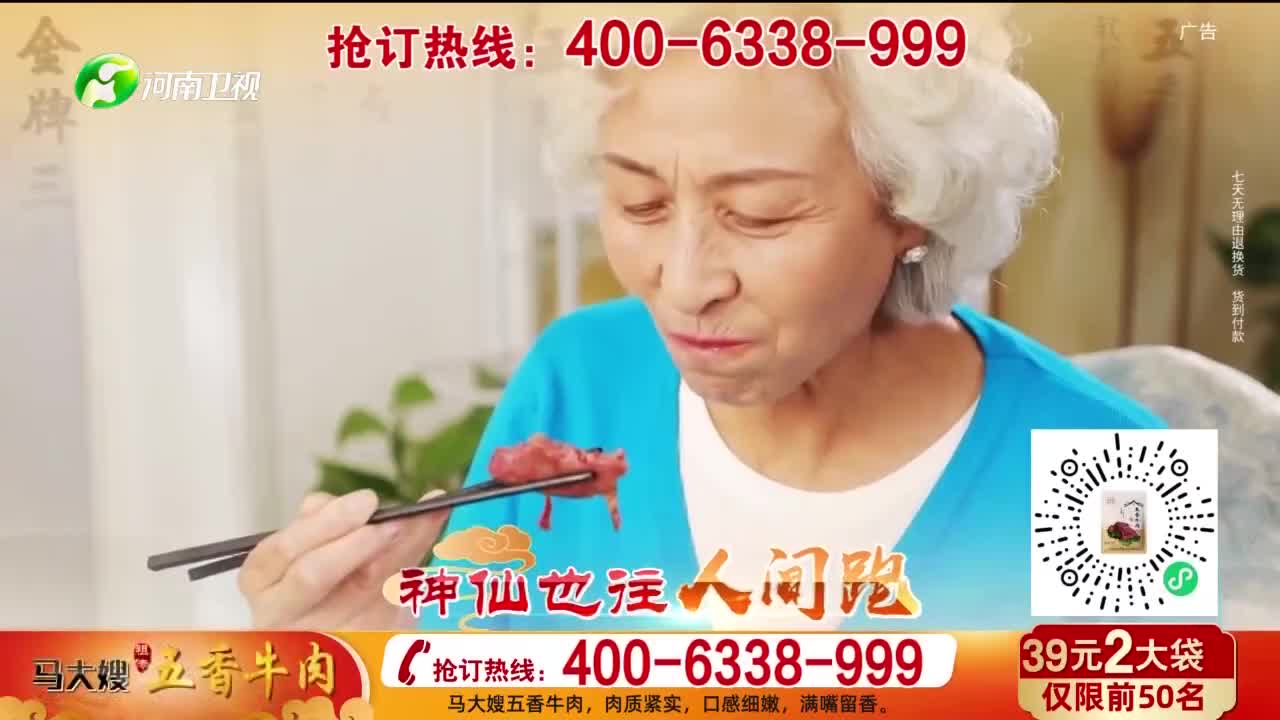 抢订热线：400-6338-999
广告
河南卫视
金牌三
五
七天无理由退换货 货到付款
神仙也往人间跑
马大嫂祖传五香牛肉
抢订热线：400-6338-999
马大嫂五香牛肉，肉质紧实，口感细嫩，满嘴留香。
39元2大袋
仅限前50名